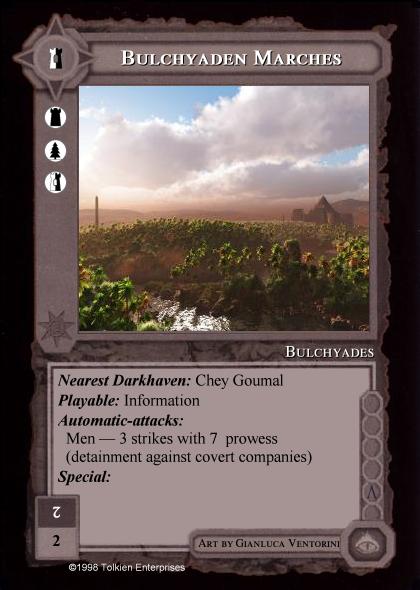 BULCHYADEN MARCHES
BULCHYADES
Nearest Darkhaven: Chey Goumal
Playable: Information
Automatic-attacks:
Men — 3 strikes with 7 prowess
(detainment against covert companies)
Special:
2
2
ART BY GIANLUCA VENTORINI
©1998 Tolkien Enterprises